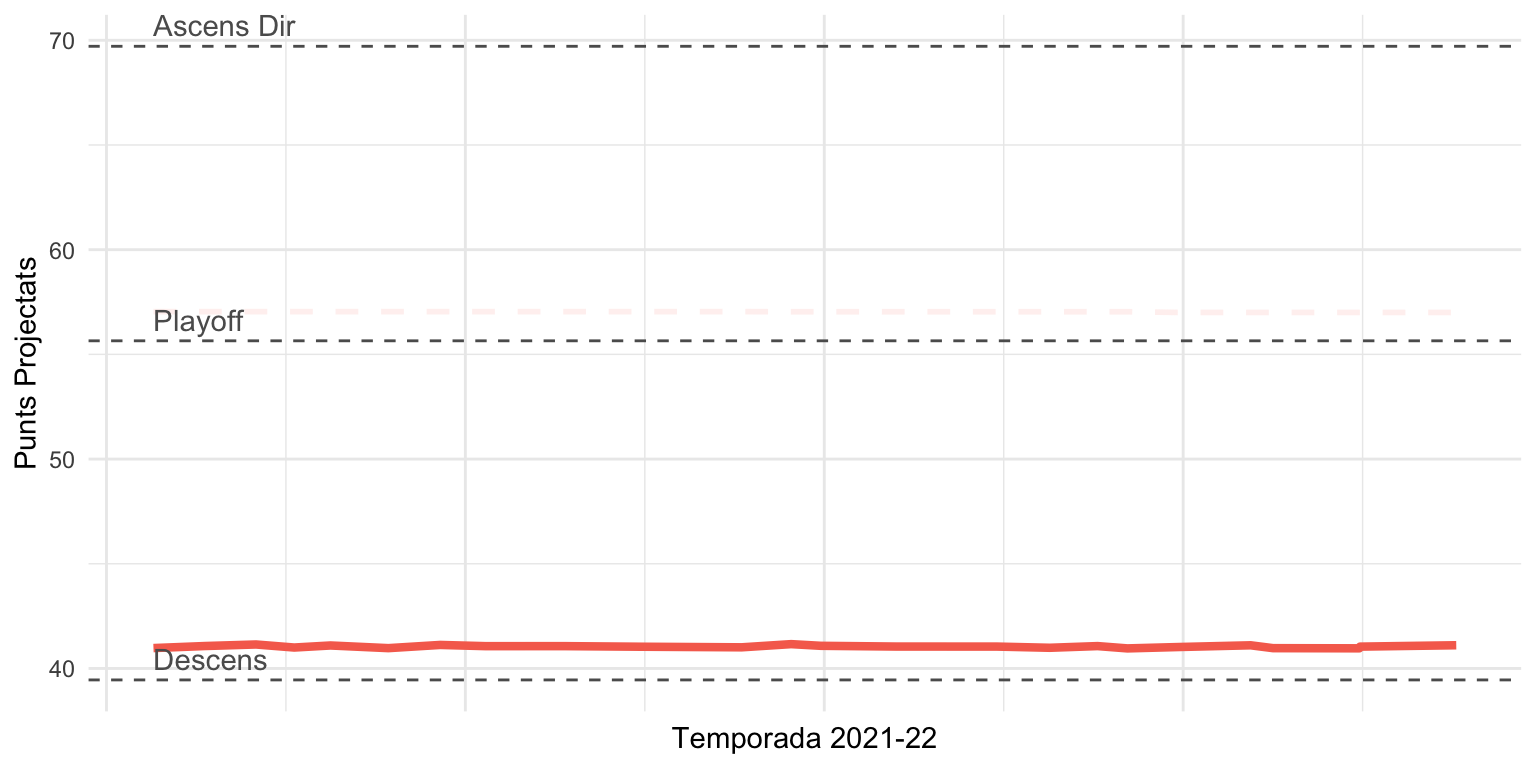 Ascens Dir
70
60
Playoff
50
Descens
40
Punts Projectats
Temporada 2021-22